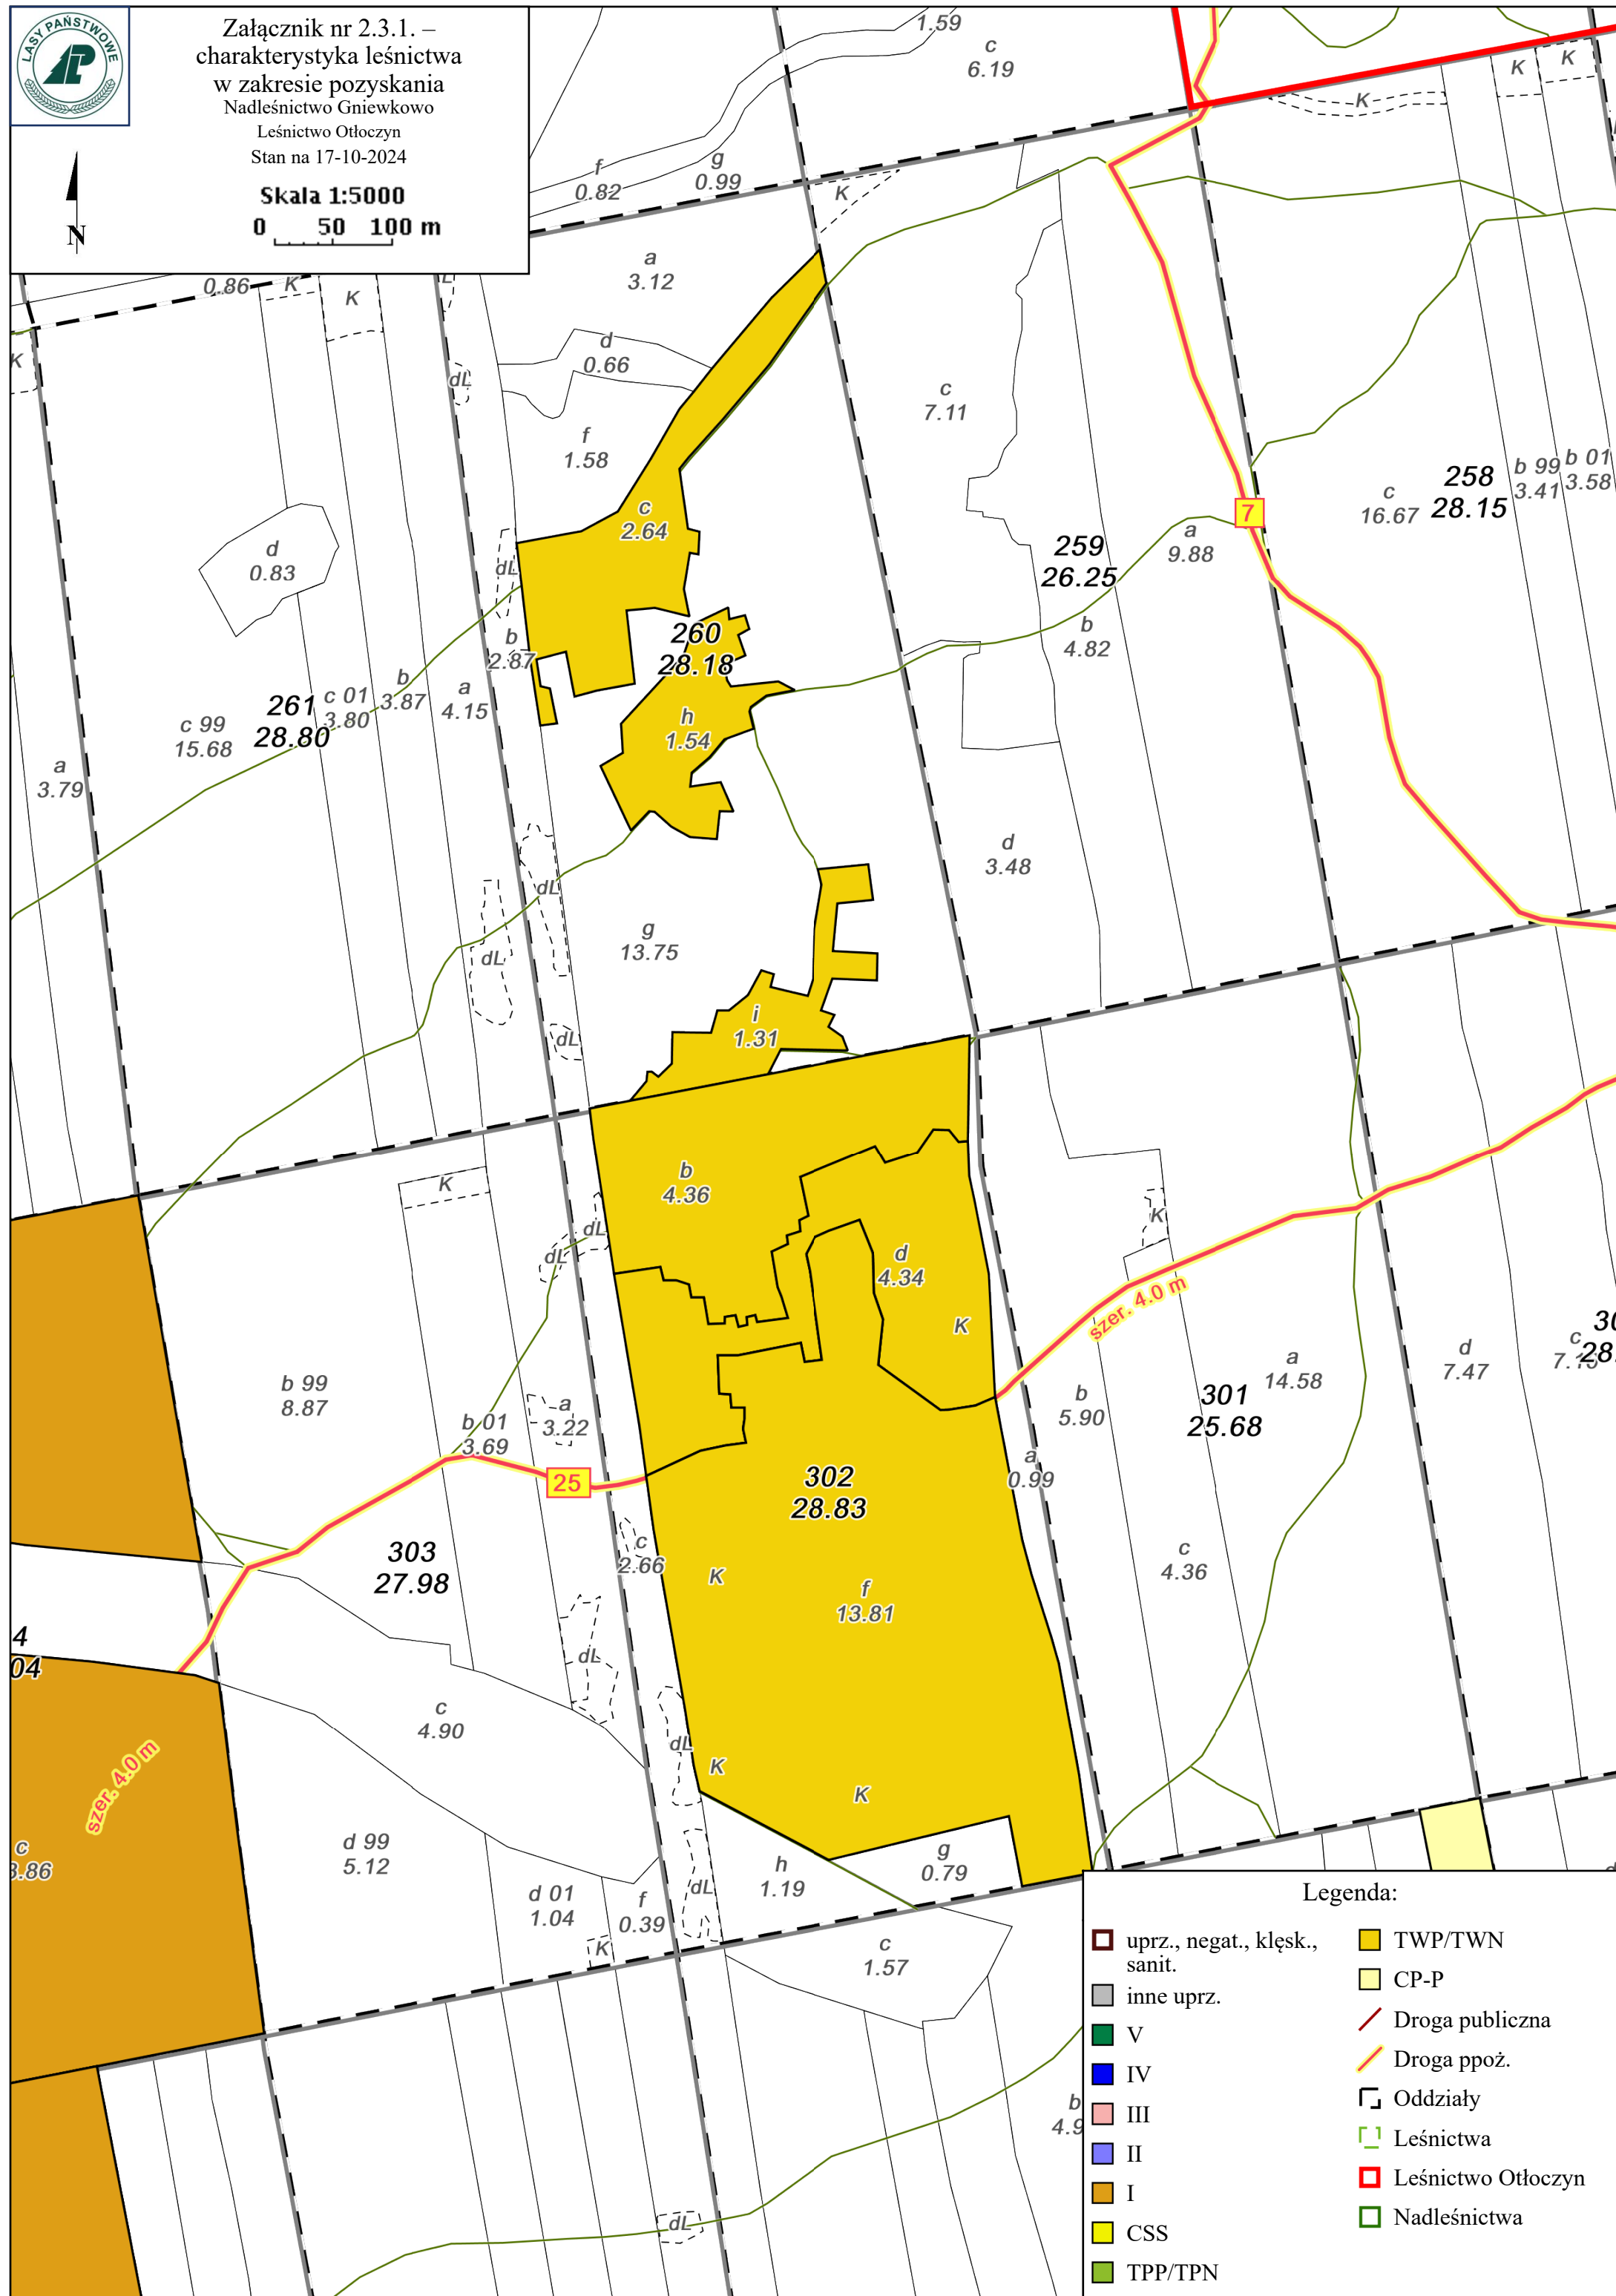 LASY PAŃSTWOWE
Załącznik nr 2.3.1. –
charakterystyka leśnictwa
w zakresie pozyskania
Nadleśnictwo Gniewkowo
Leśnictwo Otłoczyn
Stan na 17-10-2024
Skala 1:5000
0 50 100 m
N
1.59
c
6.19
K
K
K
f
0.82
g
0.99
K
a
3.12
0.86
K
K
L
K
d
0.66
dL
c
7.11
f
1.58
c
2.64
7
c
16.67
258
28.15
b 99
3.41
b 01
3.58
d
0.83
dL
259
26.25
a
9.88
b
2.87
260
28.18
b
4.82
261
28.80
c 99
15.68
c 01
3.80
b
3.87
a
4.15
h
1.54
a
3.79
d
3.48
dL
g
13.75
dL
i
1.31
dL
K
b
4.36
K
dL
dL
d
4.34
K
szer. 4.0 m
b 99
8.87
b 01
3.69
a
3.22
25
302
28.83
a
0.99
b
5.90
301
25.68
a
14.58
d
7.47
c
30
28.
303
27.98
c
2.66
K
f
13.81
c
4.36
4
04
dL
c
4.90
szer. 4.0 m
dL
K
K
c
3.86
d 99
5.12
d 01
1.04
f
0.39
K
dL
h
1.19
g
0.79
c
1.57
b
4.9
dL
Legenda:
uprz., negat., klęsk.,
sanit.
inne uprz.
V
IV
III
II
I
CSS
TPP/TPN
TWP/TWN
CP-P
Droga publiczna
Droga ppoż.
Oddziały
Leśnictwa
Leśnictwo Otłoczyn
Nadleśnictwa